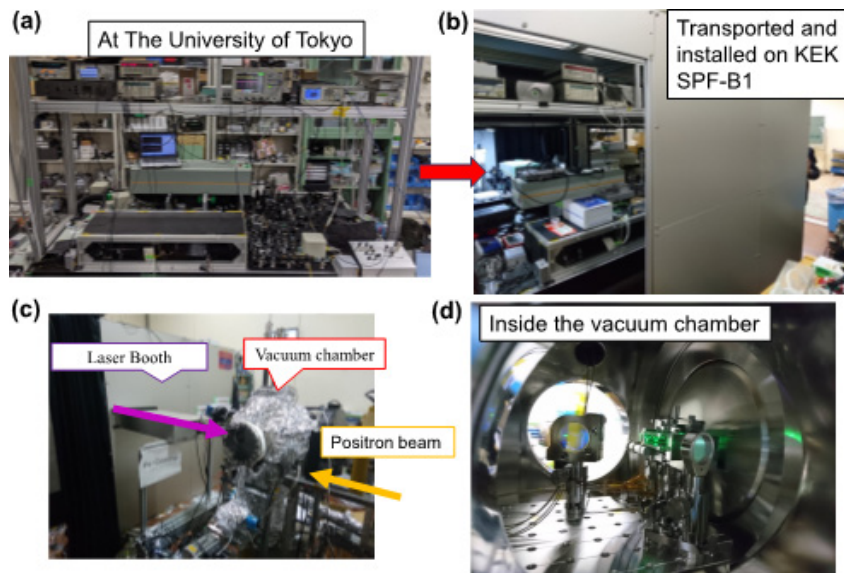 (a)
At The University of Tokyo
(b)
Transported and
installed on KEK
SPF-B1
(c)
Laser Booth
Vacuum chamber
Positron beam
(d)
Inside the vacuum chamber